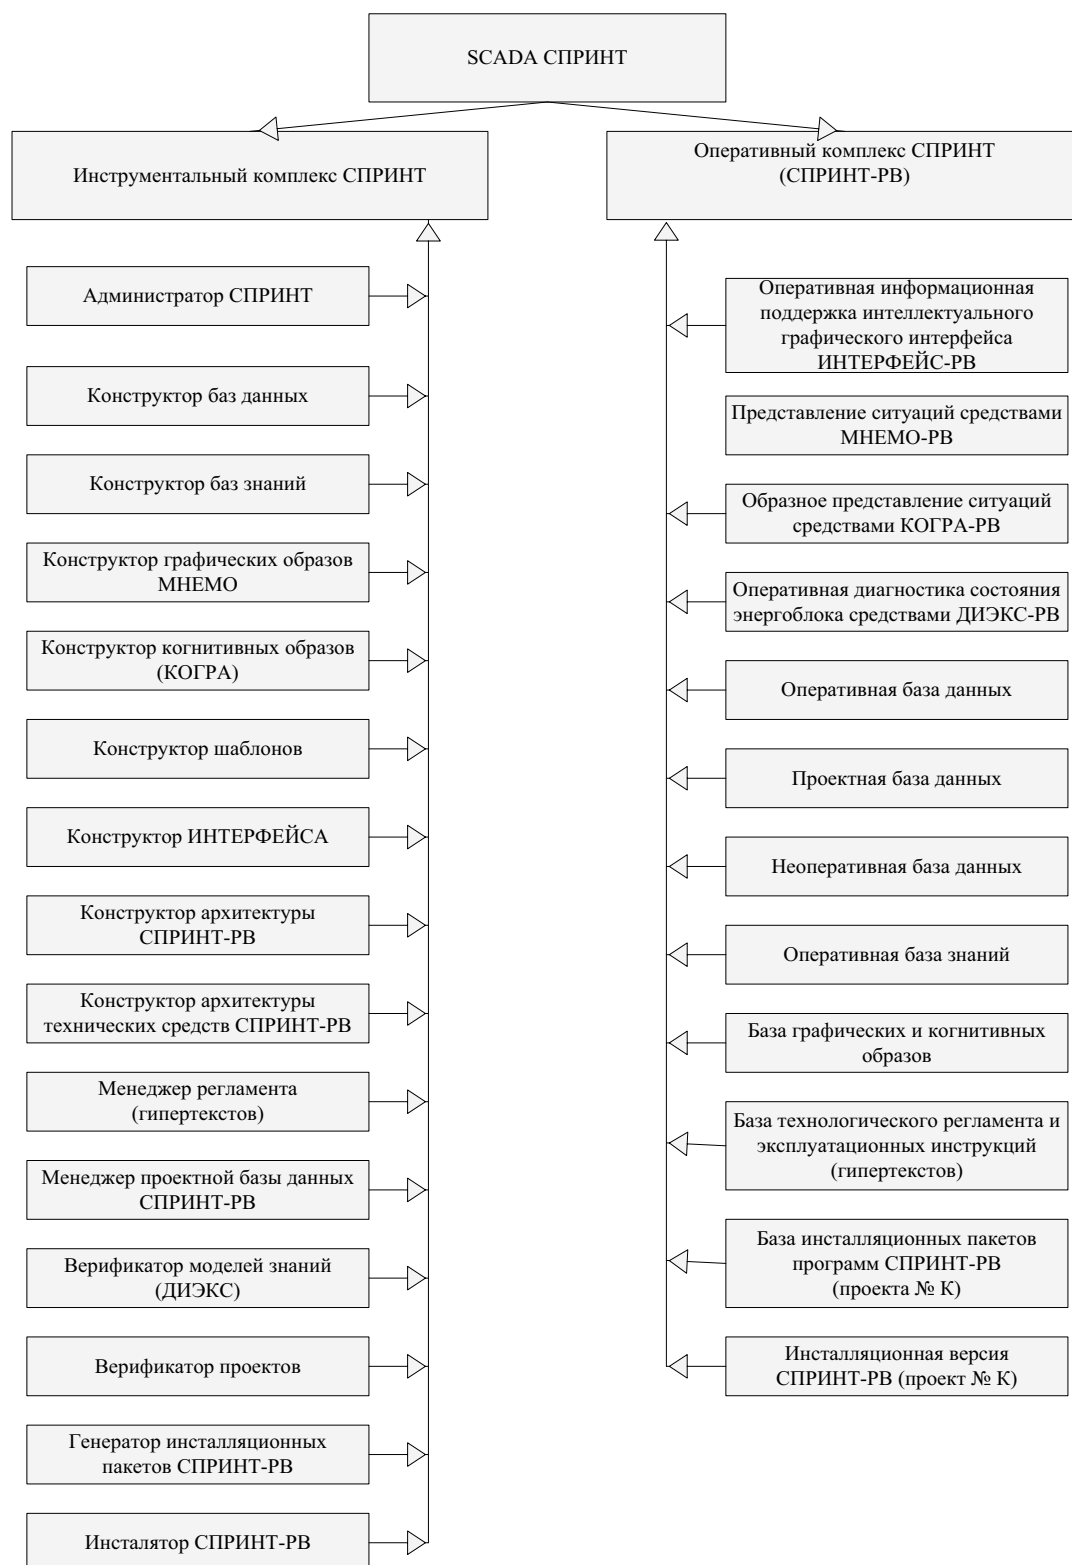 SCADA СПРИНТ
Инструментальный комплекс СПРИНТ
Оперативный комплекс СПРИНТ
(СПРИНТ-РВ)
Администратор СПРИНТ
Конструктор баз данных
Конструктор баз знаний
Конструктор графических образов
МНЕМО
Конструктор когнитивных образов
(КОГРА)
Конструктор шаблонов
Конструктор ИНТЕРФЕЙСА
Конструктор архитектуры
СПРИНТ-РВ
Конструктор архитектуры
технических средств СПРИНТ-РВ
Менеджер регламента
(гипертекстов)
Менеджер проектной базы данных
СПРИНТ-РВ
Верификатор моделей знаний
(ДИЭКС)
Верификатор проектов
Генератор инсталляционных
пакетов СПРИНТ-РВ
Инсталятор СПРИНТ-РВ
Оперативная информационная
поддержка интеллектуального
графического интерфейса
ИНТЕРФЕЙС-РВ
Представление ситуаций средствами
МНЕМО-РВ
Образное представление ситуаций
средствами КОГРА-РВ
Оперативная диагностика состояния
энергоблока средствами ДИЭКС-РВ
Оперативная база данных
Проектная база данных
Неоперативная база данных
Оперативная база знаний
База графических и когнитивных
образов
База технологического регламента и
эксплуатационных инструкций
(гипертекстов)
База инсталляционных пакетов
программ СПРИНТ-РВ
(проекта № К)
Инсталляционная версия
СПРИНТ-РВ (проект № К)